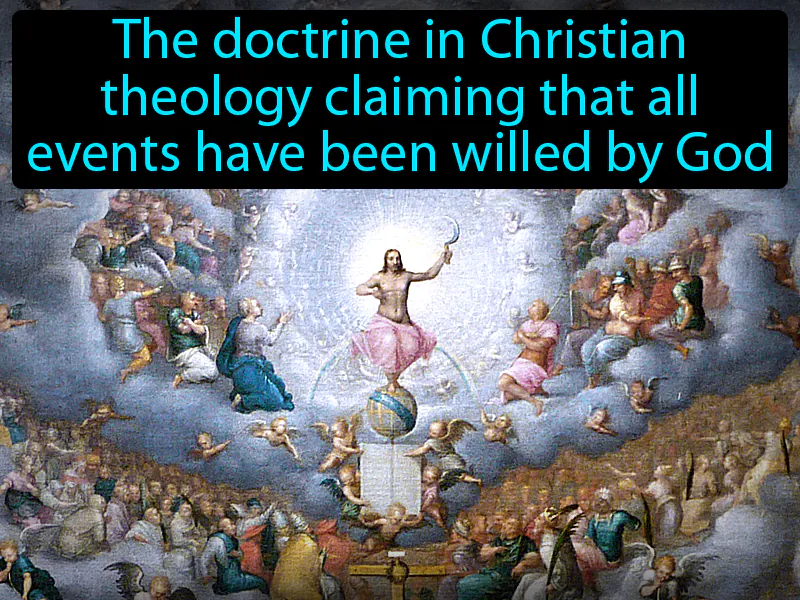 The doctrine in Christian
theology claiming that all
events have been willed by God